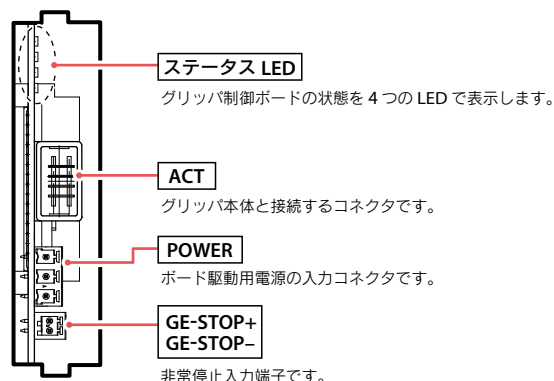 ステータス LED
グリッパ制御ボードの状態を 4 つの LED で表示します。
ACT
グリッパ本体と接続するコネクタです。
POWER
ボード駆動用電源の入力コネクタです。
GE-STOP+
GE-STOP−
非常停止入力端子です。